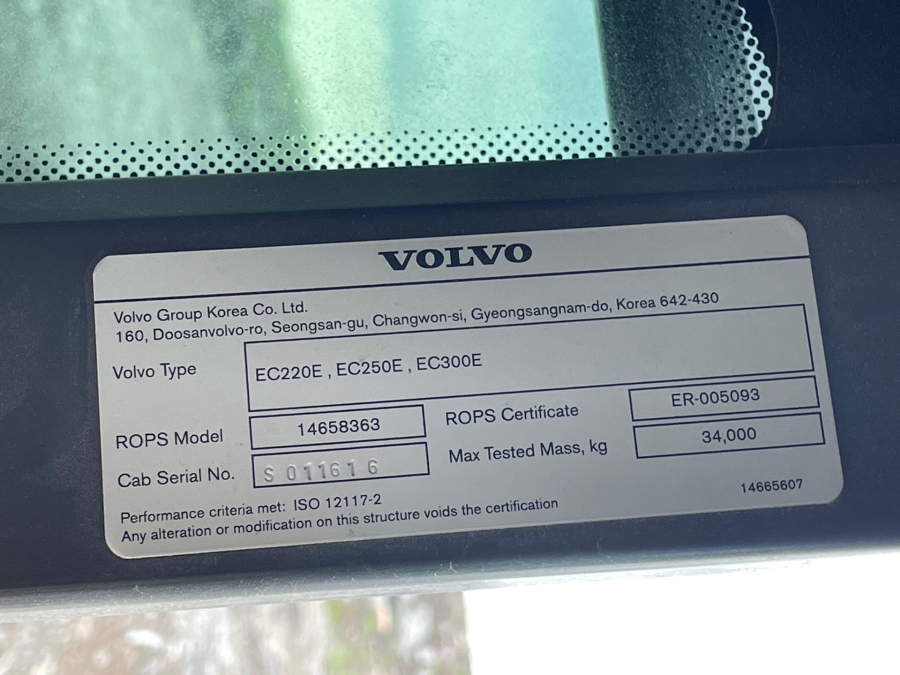 VOLVO
Volvo Group Korea Co. Ltd.
160, Doosanvolvo-ro, Seongsan-gu, Changwon-si, Gyeongsangnam-do, Korea 642-430
Volvo Type EC220E , EC250E , EC300E
ROPS Model 14658363 ROPS Certificate ER-005093
Cab Serial No. S 011616 Max Tested Mass, kg 34,000
Performance criteria met: ISO 12117-2
Any alteration or modification on this structure voids the certification
14665607